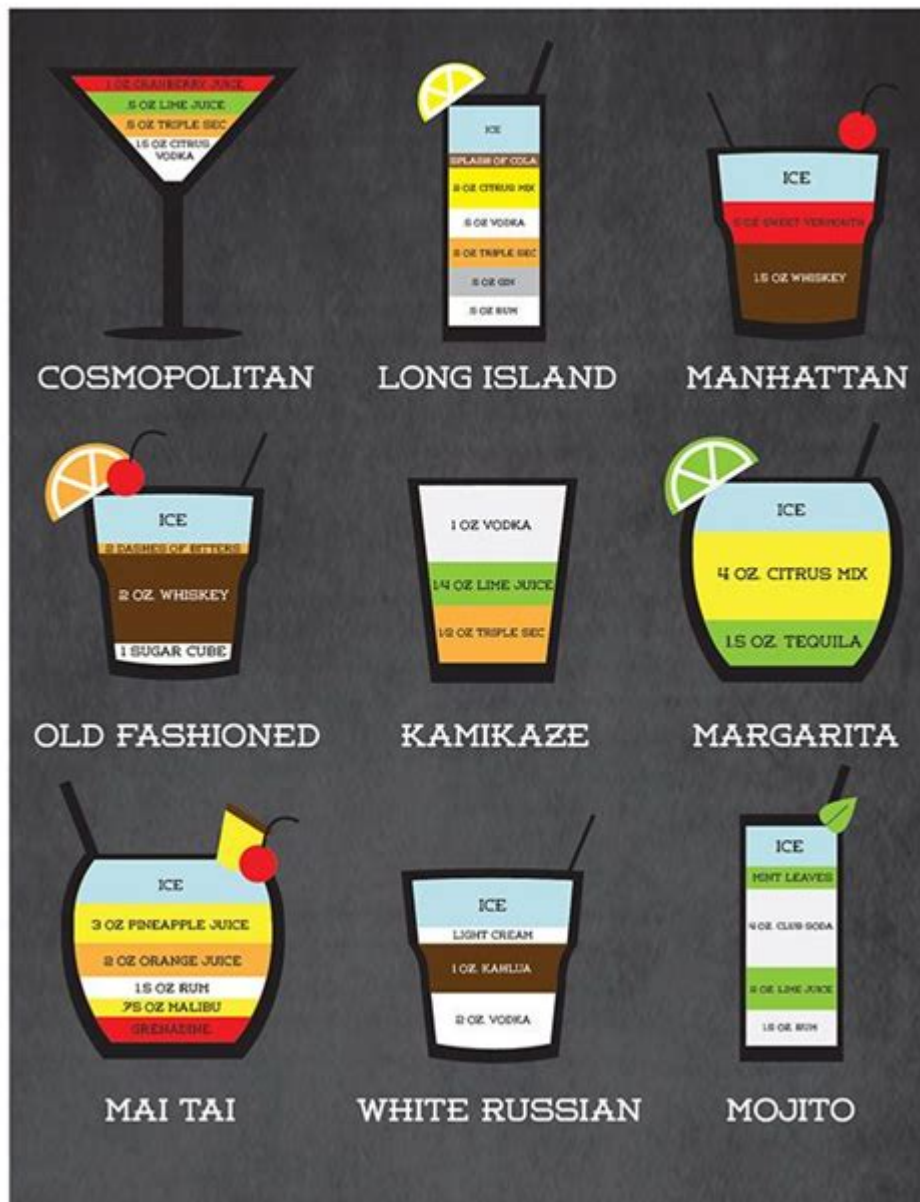 1 OZ CRANBERRY JUICE
.5 OZ LIME JUICE
.5 OZ TRIPLE SEC
1.5 OZ CITRUS
VODKA
COSMOPOLITAN
ICE
SPLASH OF COLA
2 OZ CITRUS MIX
.5 OZ VODKA
.5 OZ TRIPLE SEC
.5 OZ GIN
.5 OZ RUM
LONG ISLAND
ICE
.5 OZ SWEET VERMOUTH
1.5 OZ WHISKEY
MANHATTAN
ICE
2 DASHES OF BITTERS
2 OZ. WHISKEY
1 SUGAR CUBE
OLD FASHIONED
1 OZ VODKA
1/4 OZ LIME JUICE
1/2 OZ TRIPLE SEC
KAMIKAZE
ICE
4 OZ. CITRUS MIX
1.5 OZ. TEQUILA
MARGARITA
ICE
3 OZ PINEAPPLE JUICE
2 OZ ORANGE JUICE
1.5 OZ RUM
.75 OZ MALIBU
GRENADINE
MAI TAI
ICE
LIGHT CREAM
1 OZ. KAHLUA
2 OZ. VODKA
WHITE RUSSIAN
ICE
MINT LEAVES
4 OZ. CLUB SODA
2 OZ. LIME JUICE
1.5 OZ. RUM
MOJITO